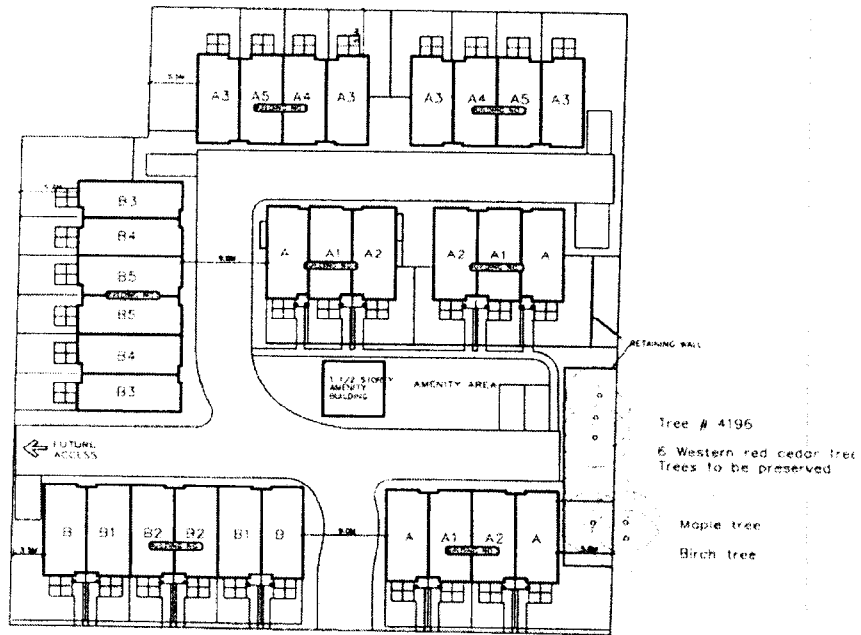 A3 A5 A4 A3
A3 A4 A5 A3
B3
B4
B5
B5
B4
B3
A A1 A2
A2 A1 A
RETAINING WALL
1 1/2 STOREY
AMENITY
BUILDING
AMENITY AREA
Tree # 4196
6 Western red cedar tree
Trees to be preserved
FUTURE
ACCESS
B B1 B2 B2 B1 B
9.0M
A A1 A2 A
Maple tree
Birch tree